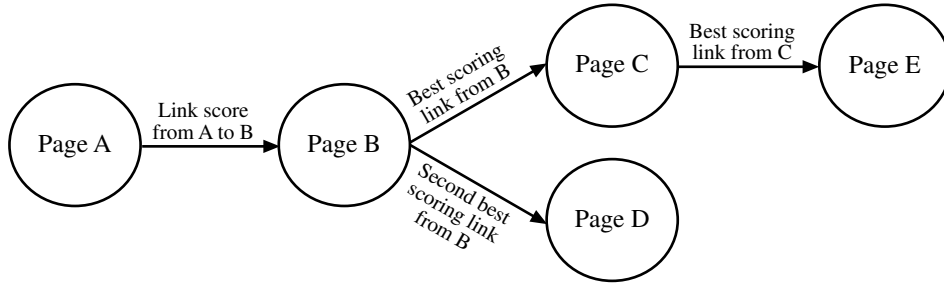 Page A
Link score
from A to B
Page B
Best scoring
link from B
Second best
scoring link
from B
Page C
Page D
Best scoring
link from C
Page E